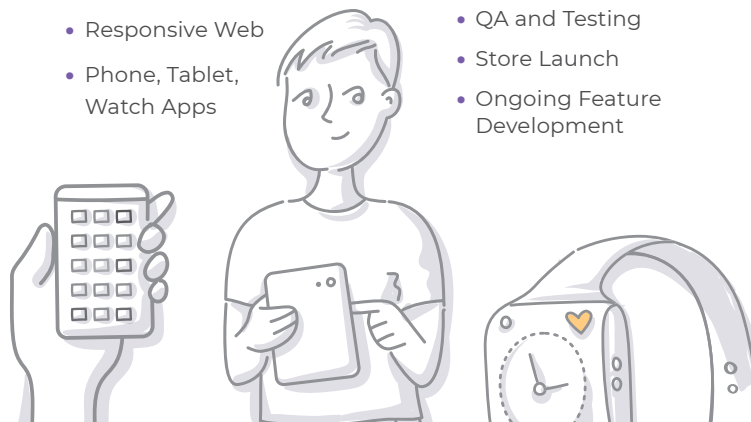 Responsive Web
Phone, Tablet,
Watch Apps
QA and Testing
Store Launch
Ongoing Feature
Development